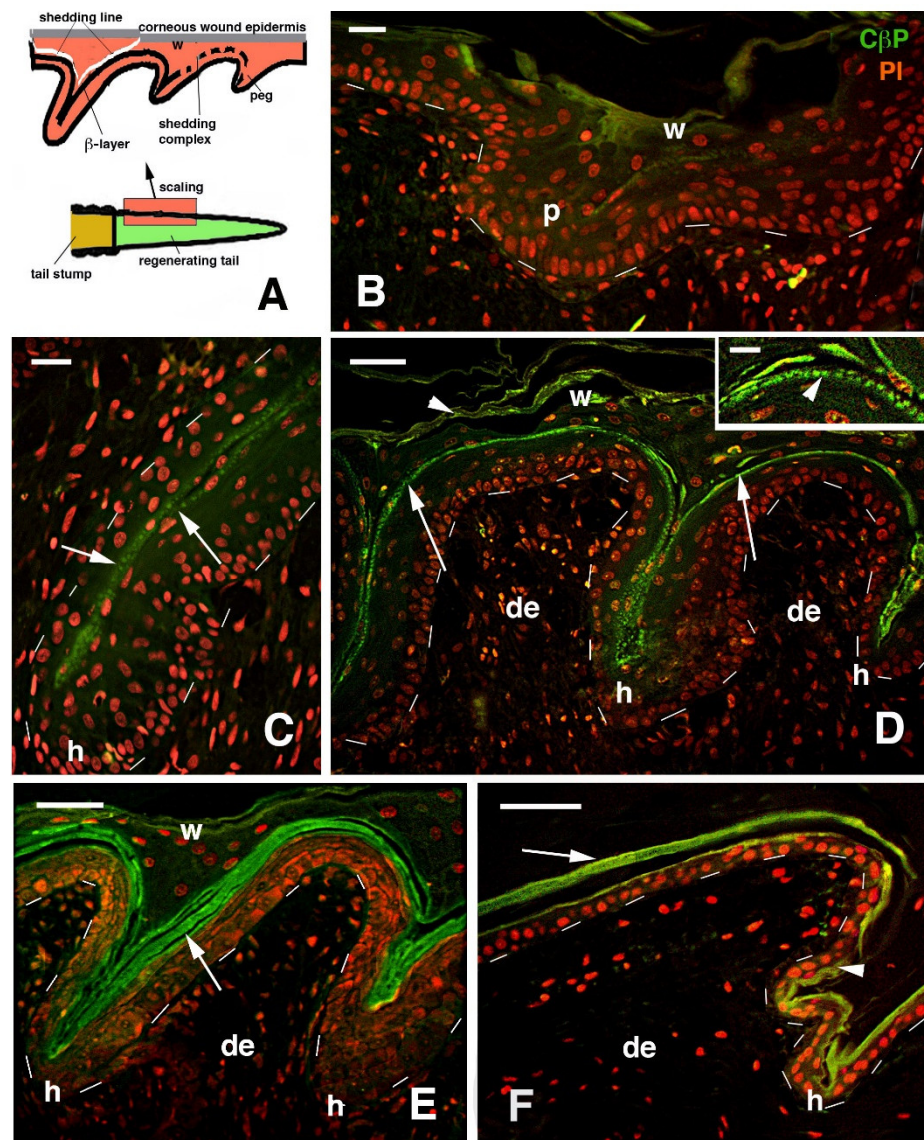 shedding line
corneous wound epidermis
w
peg
shedding
complex
β-layer
scaling
tail stump
regenerating tail
A
CβP
PI
w
p
B
h
C
w
de
de
h
h
D
w
de
h
h
E
de
h
F